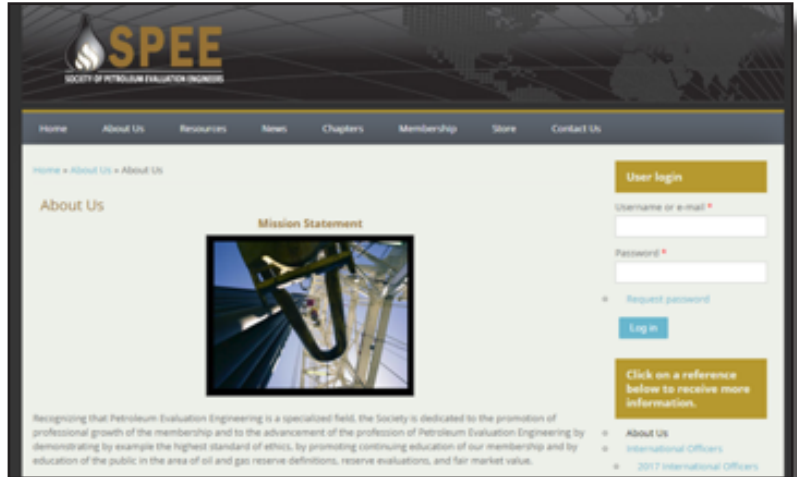 SPEE
SOCIETY OF PETROLEUM EVALUATION ENGINEERS
Home About Us Resources News Chapters Membership Store Contact Us
Home » About Us » About Us
About Us
Mission Statement
Recognizing that Petroleum Evaluation Engineering is a specialized field, the Society is dedicated to the promotion of
professional growth of the membership and to the advancement of the profession of Petroleum Evaluation Engineering by
demonstrating by example the highest standard of ethics, by promoting continuing education of our membership and by
education of the public in the area of oil and gas reserve definitions, reserve evaluations, and fair market value.
User login
Username or e-mail *
Password *
Request password
Log in
Click on a reference
below to receive more
information.
About Us
International Officers
2017 International Officers